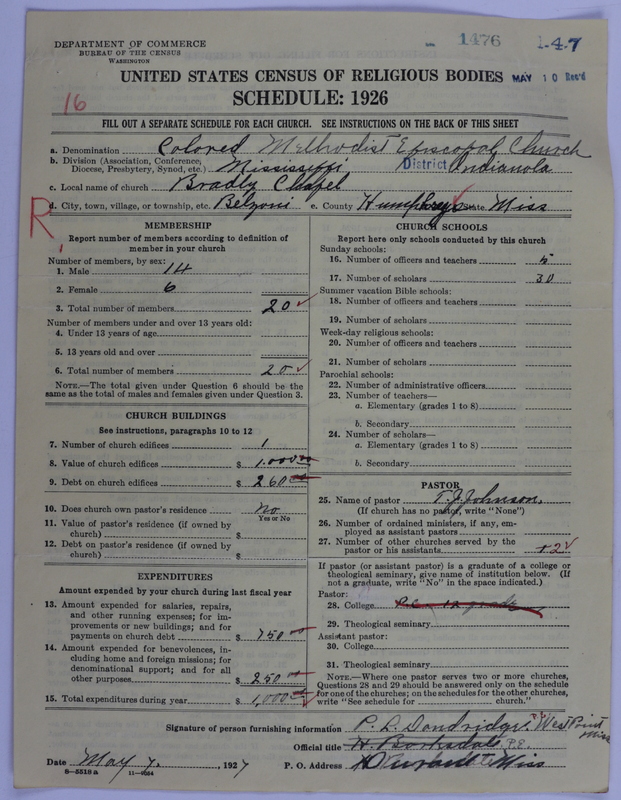 DEPARTMENT OF COMMERCE
BUREAU OF THE CENSUS
WASHINGTON
1476
1-4-7
UNITED STATES CENSUS OF RELIGIOUS BODIES
MAY 10 Rec'd
SCHEDULE: 1926
16
FILL OUT A SEPARATE SCHEDULE FOR EACH CHURCH. SEE INSTRUCTIONS ON THE BACK OF THIS SHEET
a. Denomination Colored Methodist Episcopal Church
b. Division (Association, Conference, Diocese, Presbytery, Synod, etc.) Mississippi District Indianola
c. Local name of church Bradly Chapel
d. City, town, village, or township, etc. Belzoni e. County Humphreys State Miss
R
MEMBERSHIP
Report number of members according to definition of
member in your church
Number of members, by sex:
1. Male 14
2. Female 6
3. Total number of members 20
Number of members under and over 13 years old:
4. Under 13 years of age
5. 13 years old and over
6. Total number of members 20
NOTE.—The total given under Question 6 should be the
same as the total of males and females given under Question 3.
CHURCH BUILDINGS
See instructions, paragraphs 10 to 12
7. Number of church edifices 1
8. Value of church edifices $ 1,000 00
9. Debt on church edifices $ 260 00
10. Does church own pastor's residence No
Yes or No
11. Value of pastor's residence (if owned by
church) $
12. Debt on pastor's residence (if owned by
church) $
EXPENDITURES
Amount expended by your church during last fiscal year
13. Amount expended for salaries, repairs,
and other running expenses; for im-
provements or new buildings; and for
payments on church debt $ 750 00
14. Amount expended for benevolences, in-
cluding home and foreign missions; for
denominational support; and for all
other purposes $ 250 00
15. Total expenditures during year $ 1,000 00
CHURCH SCHOOLS
Report here only schools conducted by this church
Sunday schools:
16. Number of officers and teachers 5
17. Number of scholars 30
Summer vacation Bible schools:
18. Number of officers and teachers
19. Number of scholars
Week-day religious schools:
20. Number of officers and teachers
21. Number of scholars
Parochial schools:
22. Number of administrative officers
23. Number of teachers—
a. Elementary (grades 1 to 8)
b. Secondary
24. Number of scholars—
a. Elementary (grades 1 to 8)
b. Secondary
PASTOR
25. Name of pastor T. J. Johnson,
(If church has no pastor, write "None")
26. Number of ordained ministers, if any, em-
ployed as assistant pastors
27. Number of other churches served by the
pastor or his assistants 2
If pastor (or assistant pastor) is a graduate of a college or
theological seminary, give name of institution below. (If
not a graduate, write "No" in the space indicated.)
Pastor:
28. College
29. Theological seminary
Assistant pastor:
30. College
31. Theological seminary
NOTE.—Where one pastor serves two or more churches,
Questions 28 and 29 should be answered only on the schedule
for one of the churches; on the schedules for the other churches,
write "See schedule for church."
Signature of person furnishing information P. L. Dandridge West Point Miss
Official title H. Barksdale P.E.
Date May 7, 1927 P. O. Address Miss
8-5518 a 11-9664